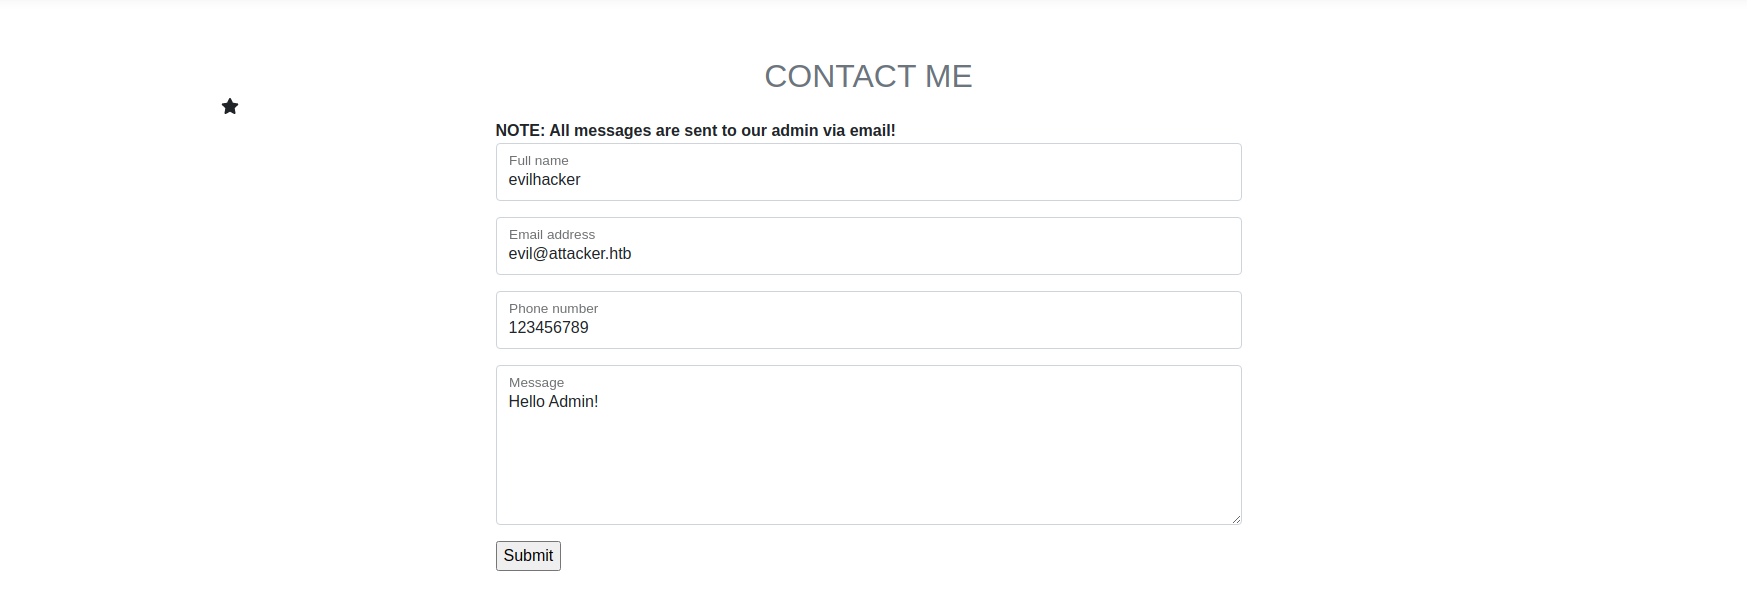 CONTACT ME
NOTE: All messages are sent to our admin via email!
Full name
evilhacker
Email address
evil@attacker.htb
Phone number
123456789
Message
Hello Admin!
Submit